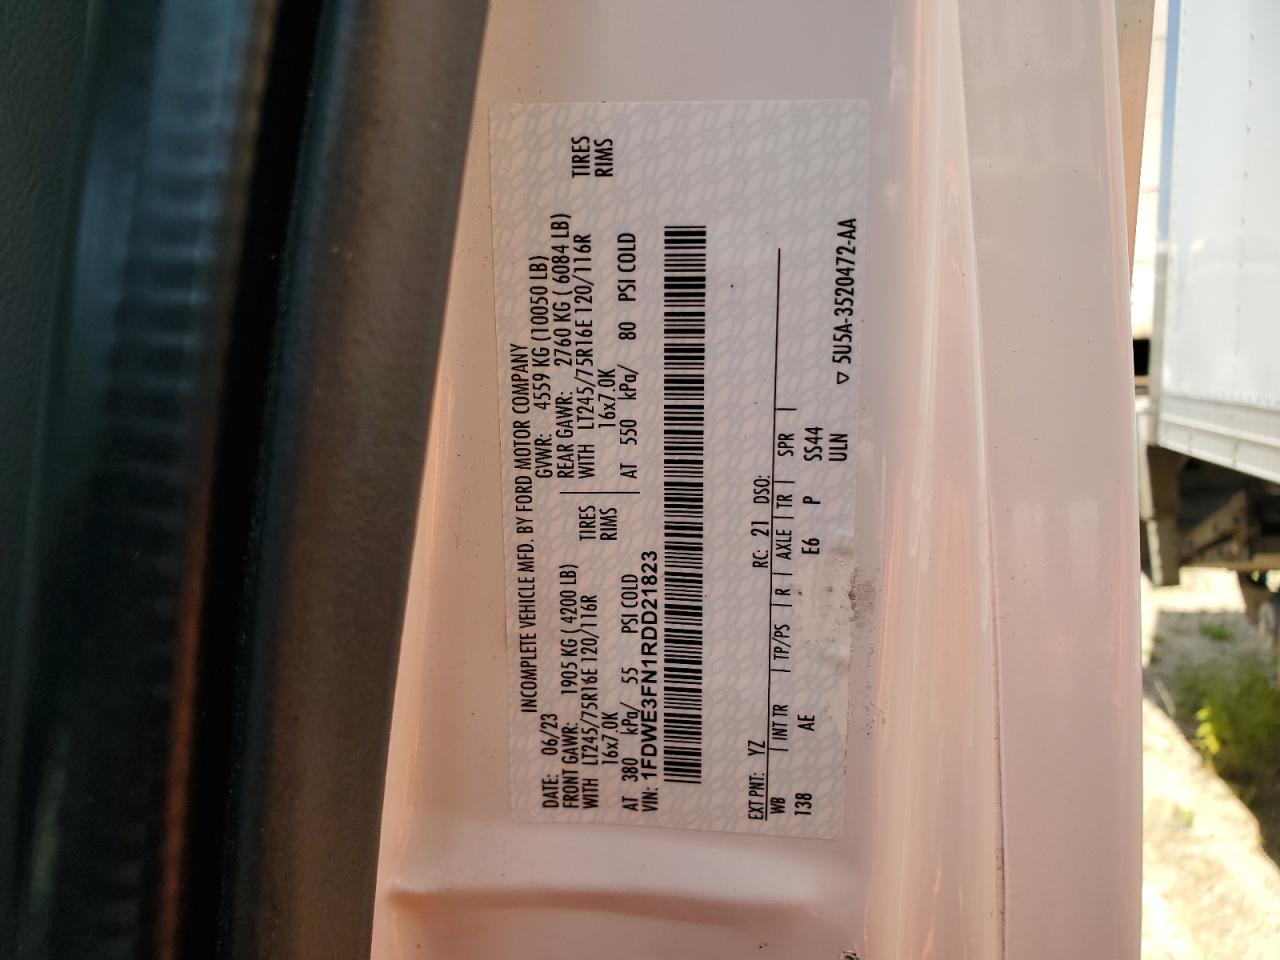 INCOMPLETE VEHICLE MFD. BY FORD MOTOR COMPANY
DATE: 06/23 GVWR: 4559 KG (10050 LB)
FRONT GAWR: 1905 KG ( 4200 LB) REAR GAWR: 2760 KG ( 6084 LB)
WITH LT245/75R16E 120/116R TIRES WITH LT245/75R16E 120/116R TIRES
16x7.0K RIMS 16x7.0K RIMS
AT 380 kPa/ 55 PSI COLD AT 550 kPa/ 80 PSI COLD
VIN: 1FDWE3FN1RDD21823
EXT PNT: YZ RC: 21 DSO:
WB | INT TR | TP/PS | R | AXLE | TR | SPR |
138 AE E6 P SS44
ULN
▽ 5U5A-3520472-AA